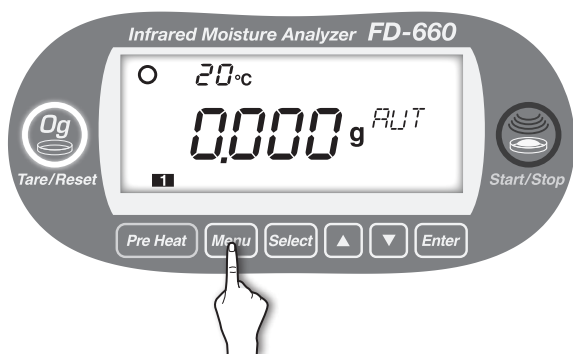 Infrared Moisture Analyzer FD-660
20°C
0.000 g AUT
1
0g
Tare/Reset
Start/Stop
Pre Heat Menu Select ▲ ▼ Enter